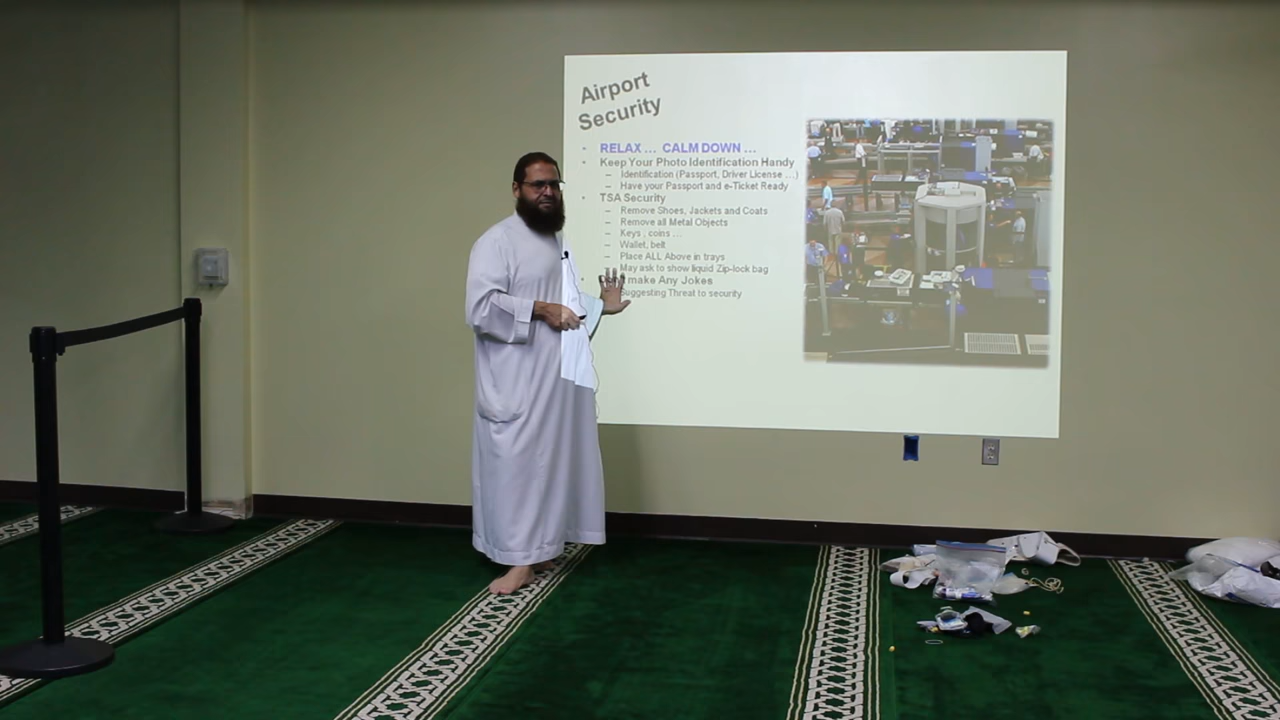 Airport
Security
• RELAX ... CALM DOWN ...
• Keep Your Photo Identification Handy
– Identification (Passport, Driver License ...)
– Have your Passport and e-Ticket Ready
• TSA Security
– Remove Shoes, Jackets and Coats
– Remove all Metal Objects
– Keys, coins ...
– Wallet, belt
– Place ALL Above in trays
May ask to show liquid Zip-lock bag
make Any Jokes
Suggesting Threat to security